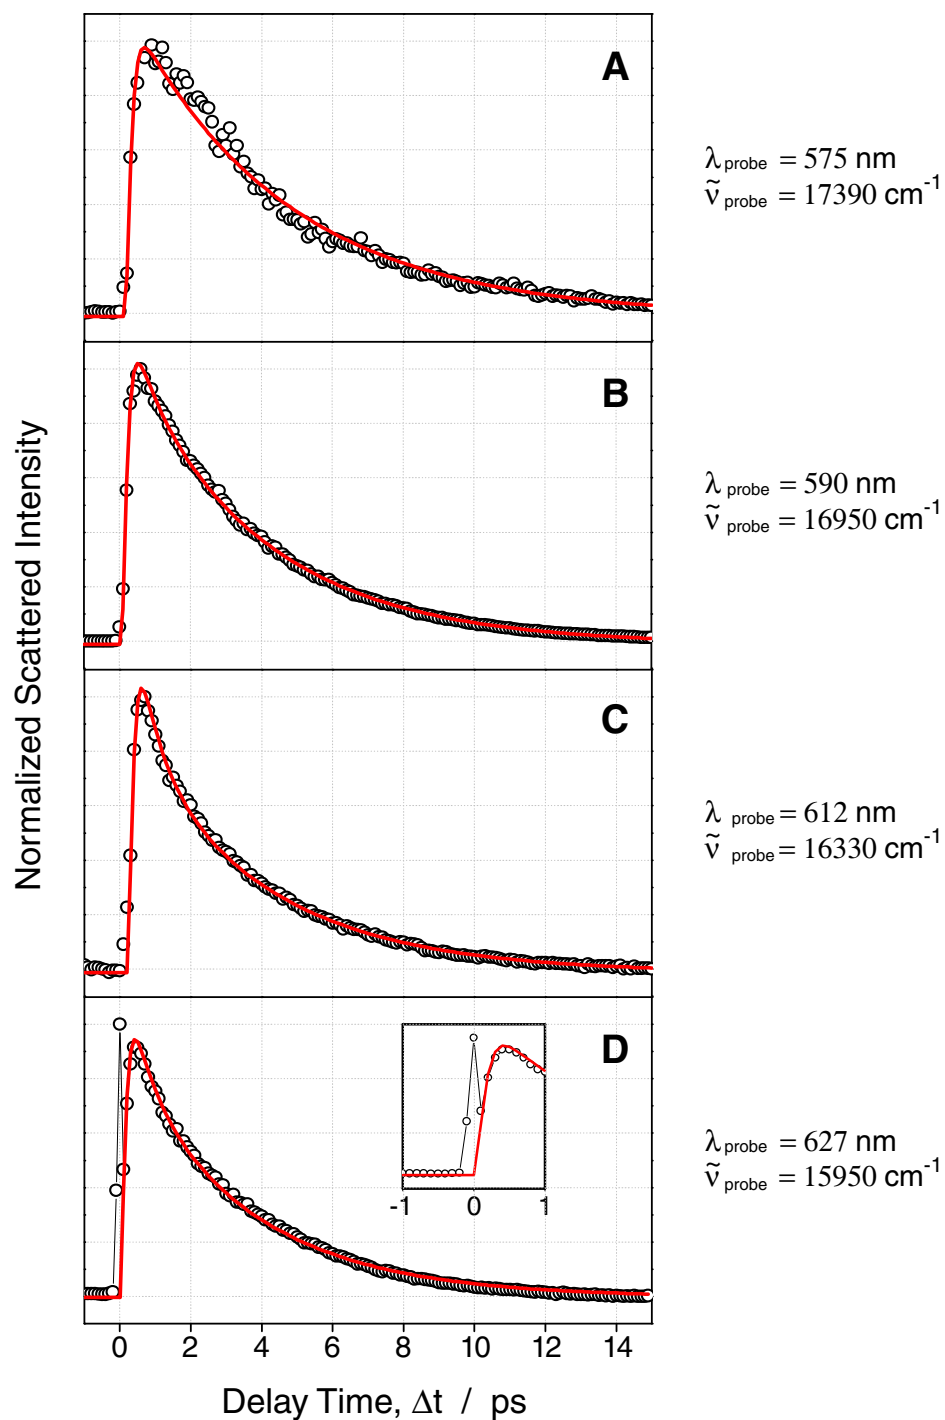 Normalized Scattered Intensity
A
λ probe = 575 nm
ν̃ probe = 17390 cm⁻¹
B
λ probe = 590 nm
ν̃ probe = 16950 cm⁻¹
C
λ probe = 612 nm
ν̃ probe = 16330 cm⁻¹
D
-1 0 1
λ probe = 627 nm
ν̃ probe = 15950 cm⁻¹
0 2 4 6 8 10 12 14
Delay Time, Δt / ps